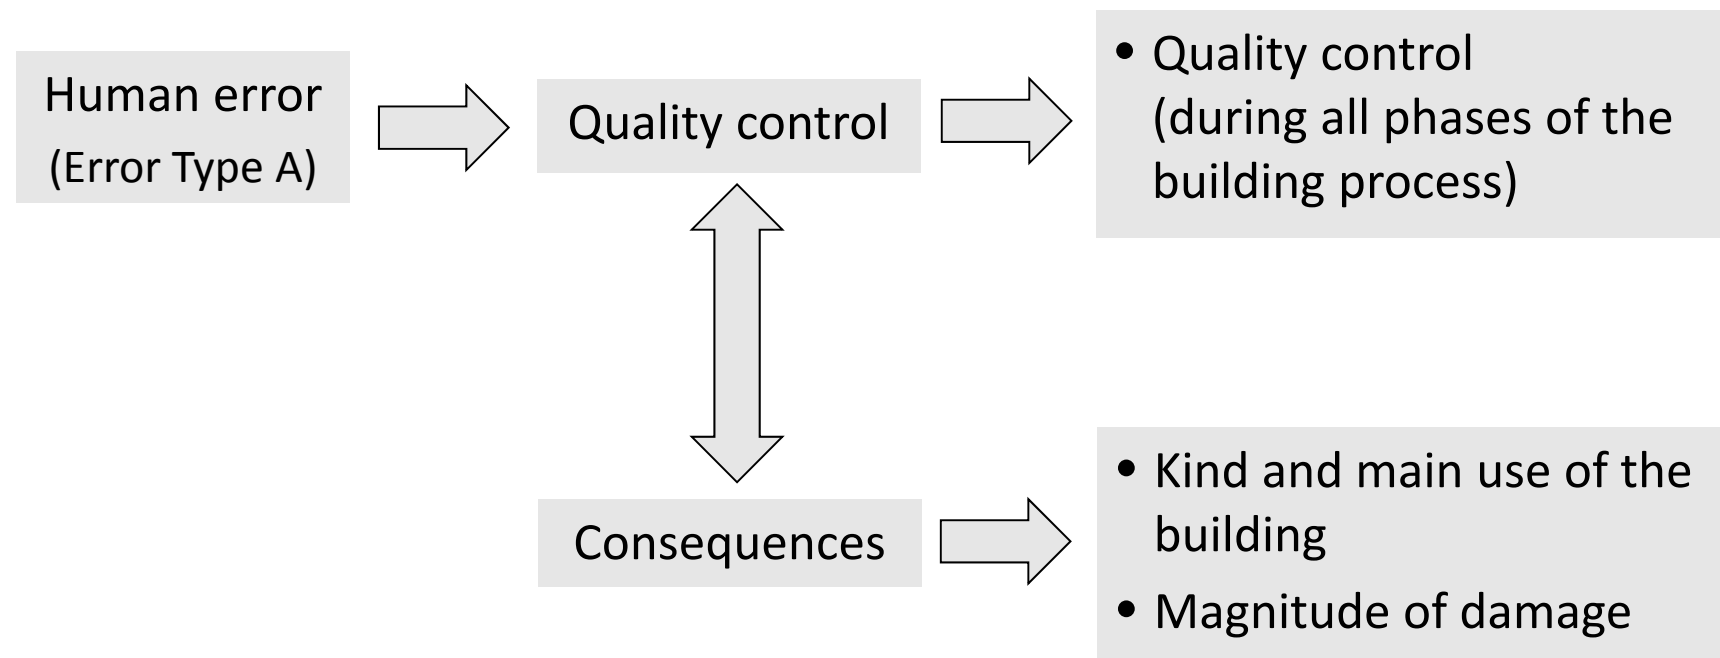 Human error
(Error Type A)
Quality control
• Quality control
(during all phases of the
building process)
Consequences
• Kind and main use of the
building
• Magnitude of damage